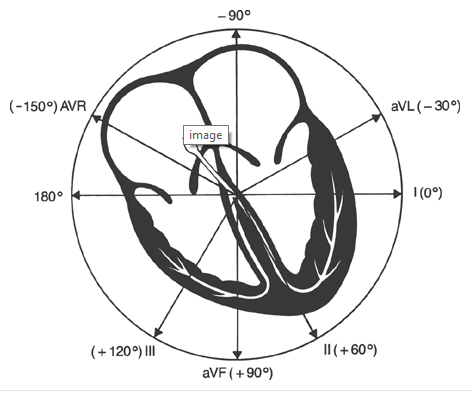 −90°
(−150°) AVR
aVL (−30°)
image
180°
I (0°)
(+120°) III
II (+60°)
aVF (+90°)